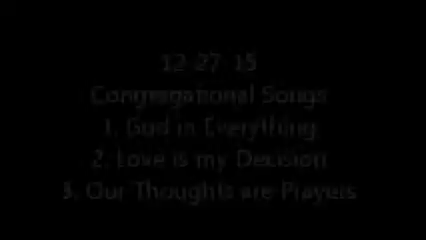 12-27-15
Congregational Songs
1. God in Everything
2. Love is my Decision
3. Our Thoughts are Prayers